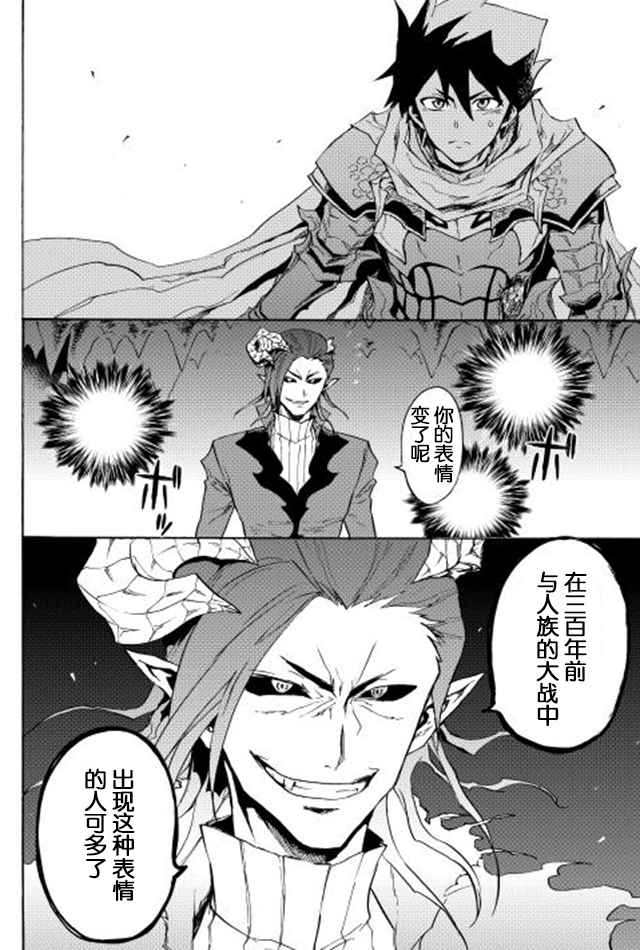 你的表情
变了呢
ボ
ボ
在三百年前
与人族的大战中
出现这种表情
的人可多了